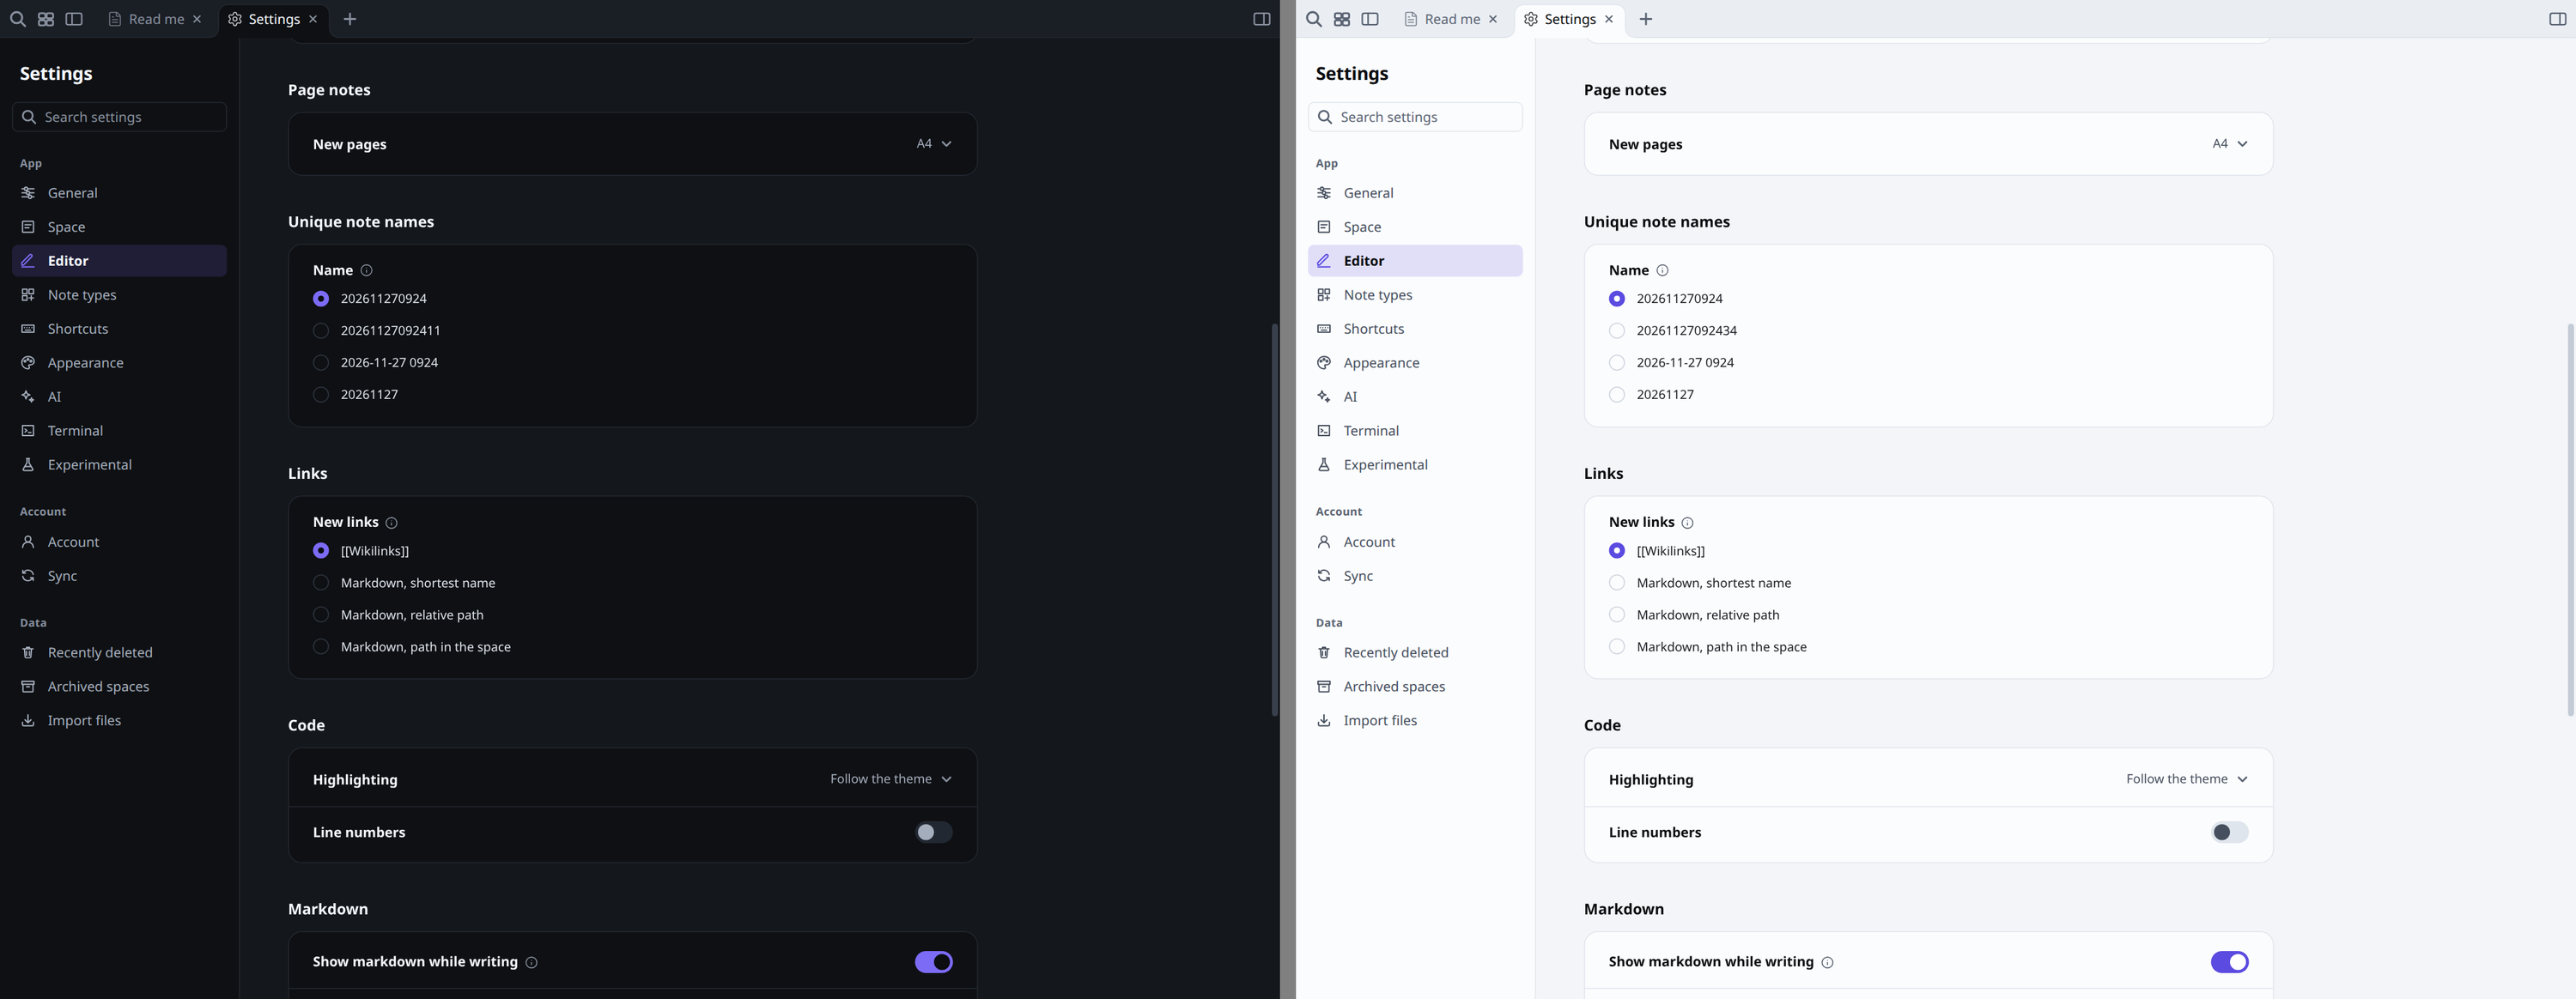 Read me
Settings
Settings
Search settings
App
General
Space
Editor
Note types
Shortcuts
Appearance
AI
Terminal
Experimental
Account
Account
Sync
Data
Recently deleted
Archived spaces
Import files
Page notes
New pages A4
Unique note names
Name
202611270924
20261127092411
2026-11-27 0924
20261127
Links
New links
[[Wikilinks]]
Markdown, shortest name
Markdown, relative path
Markdown, path in the space
Code
Highlighting Follow the theme
Line numbers
Markdown
Show markdown while writing
Read me
Settings
Settings
Search settings
App
General
Space
Editor
Note types
Shortcuts
Appearance
AI
Terminal
Experimental
Account
Account
Sync
Data
Recently deleted
Archived spaces
Import files
Page notes
New pages A4
Unique note names
Name
202611270924
20261127092434
2026-11-27 0924
20261127
Links
New links
[[Wikilinks]]
Markdown, shortest name
Markdown, relative path
Markdown, path in the space
Code
Highlighting Follow the theme
Line numbers
Markdown
Show markdown while writing